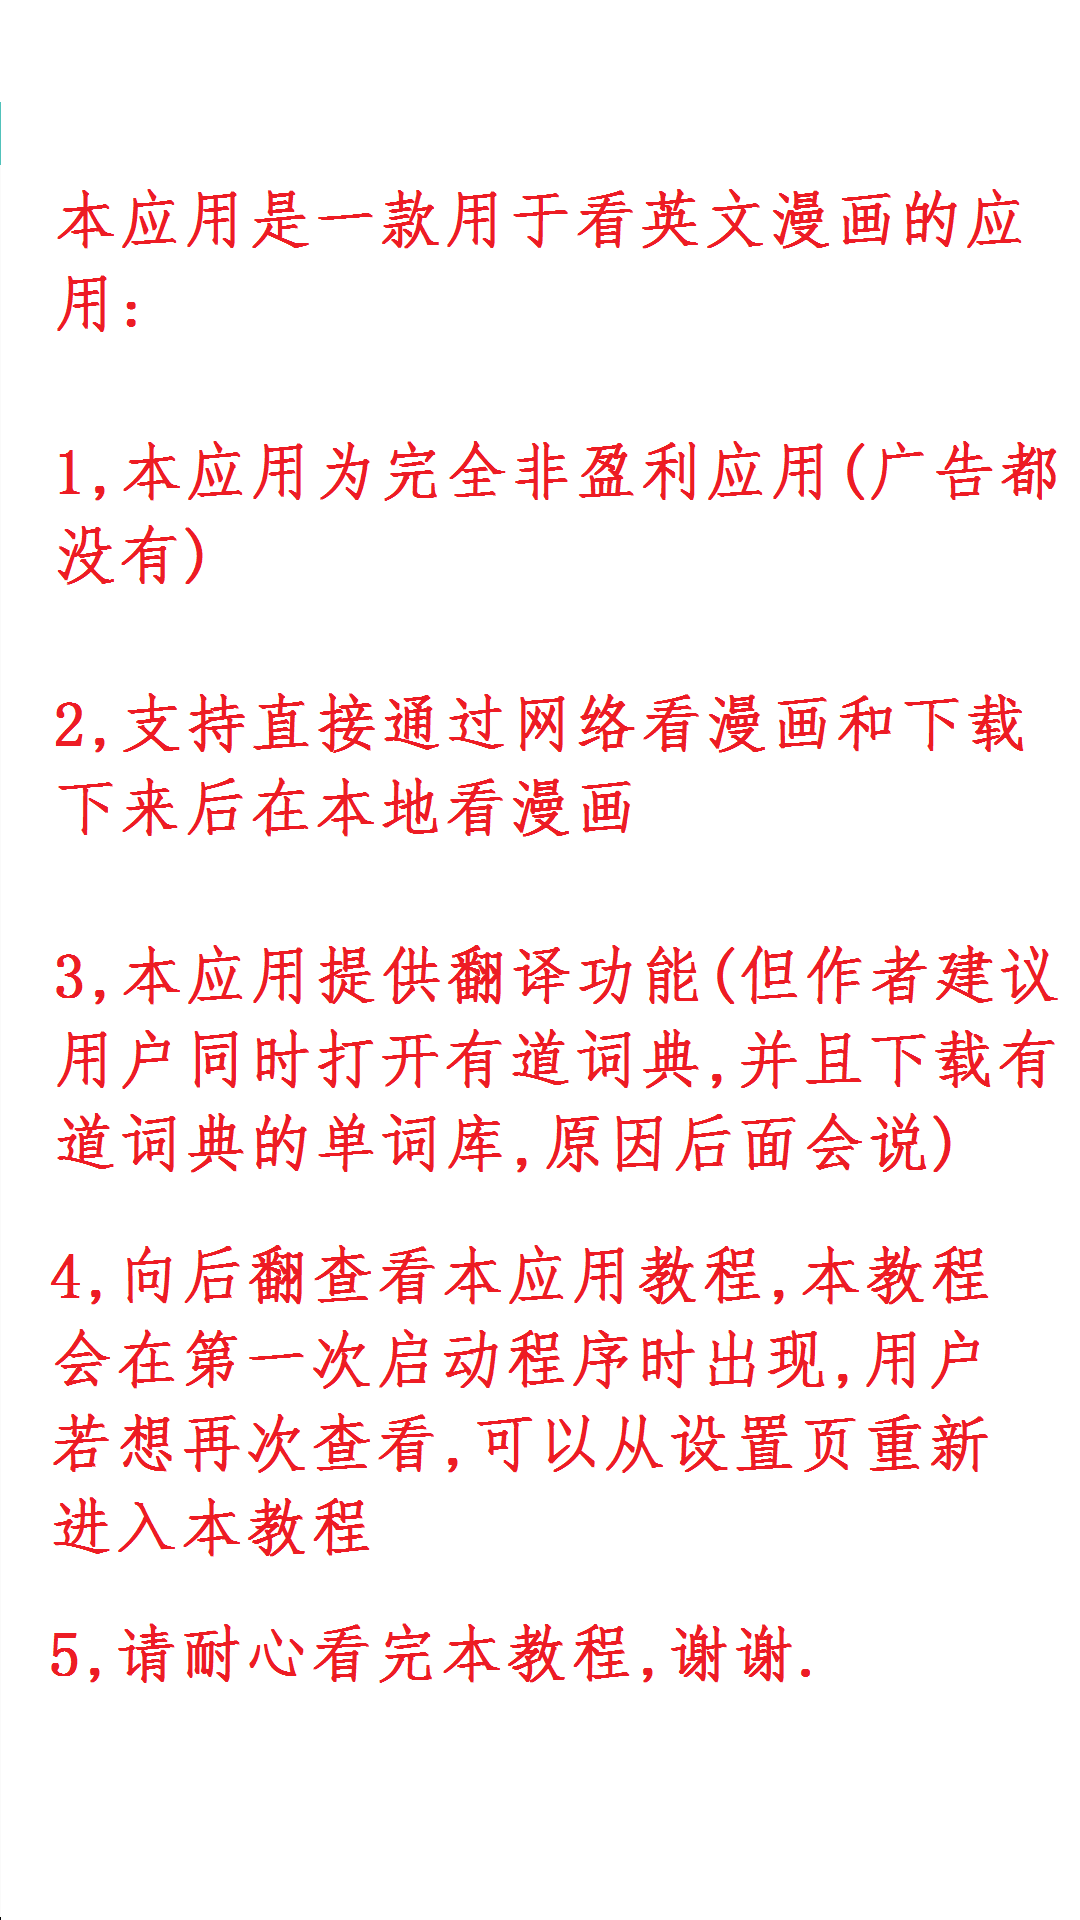 本应用是一款用于看英文漫画的应
用:
1,本应用为完全非盈利应用(广告都
没有)
2,支持直接通过网络看漫画和下载
下来后在本地看漫画
3,本应用提供翻译功能(但作者建议
用户同时打开有道词典,并且下载有
道词典的单词库,原因后面会说)
4,向后翻查看本应用教程,本教程
会在第一次启动程序时出现,用户
若想再次查看,可以从设置页重新
进入本教程
5,请耐心看完本教程,谢谢.